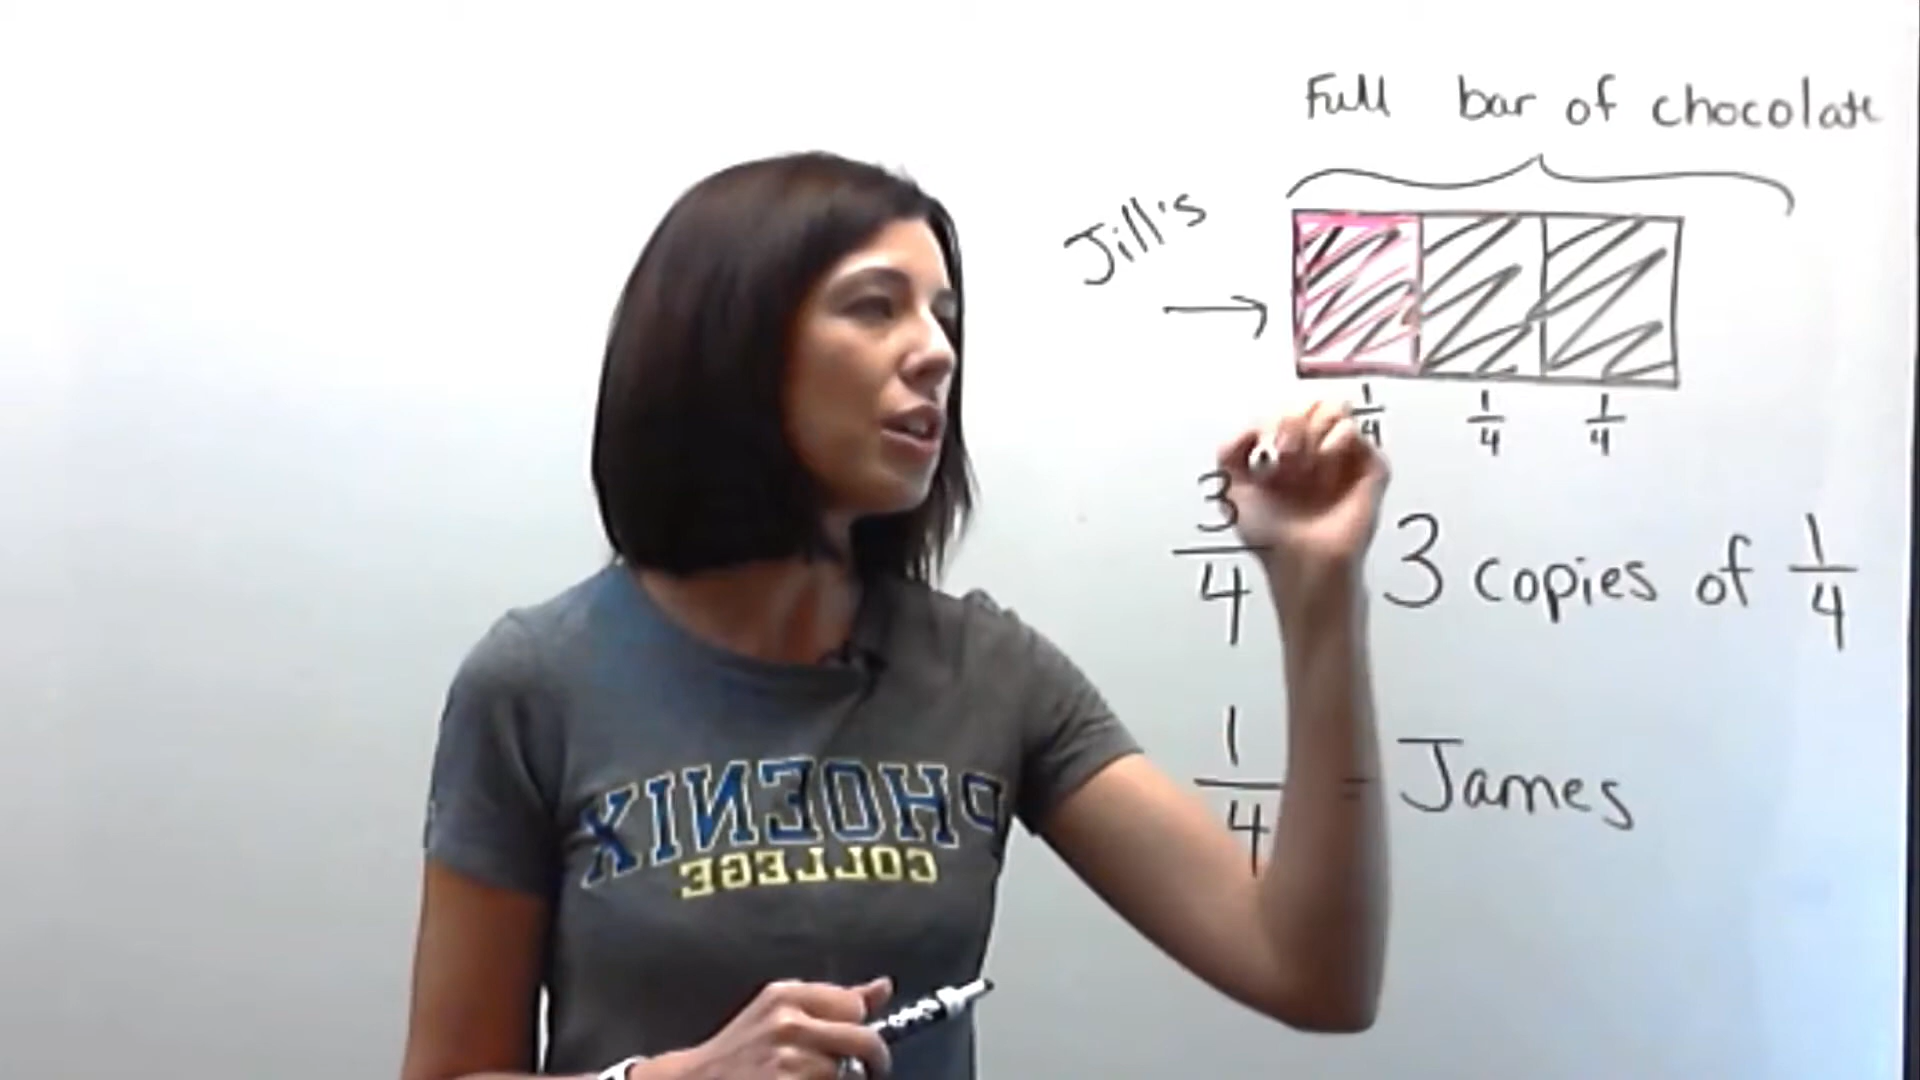 Full bar of chocolate
Jill's
1/4 1/4 1/4
3/4 3 copies of 1/4
1/4 = James
PHOENIX
COLLEGE